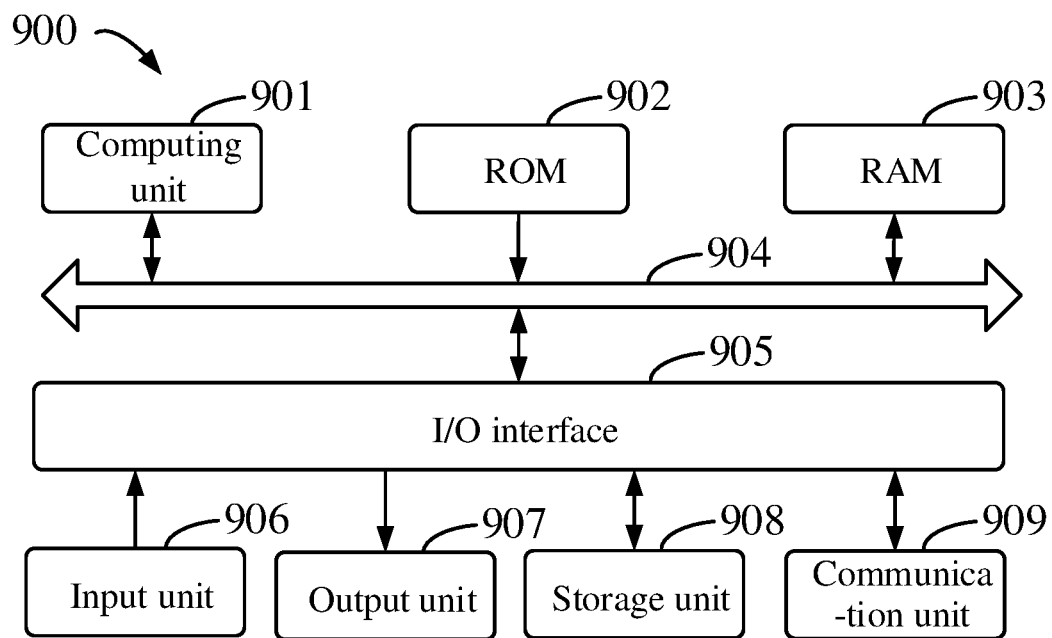 900
901
902
903
Computing
unit
ROM
RAM
904
905
I/O interface
906
907
908
909
Input unit
Output unit
Storage unit
Communica
-tion unit